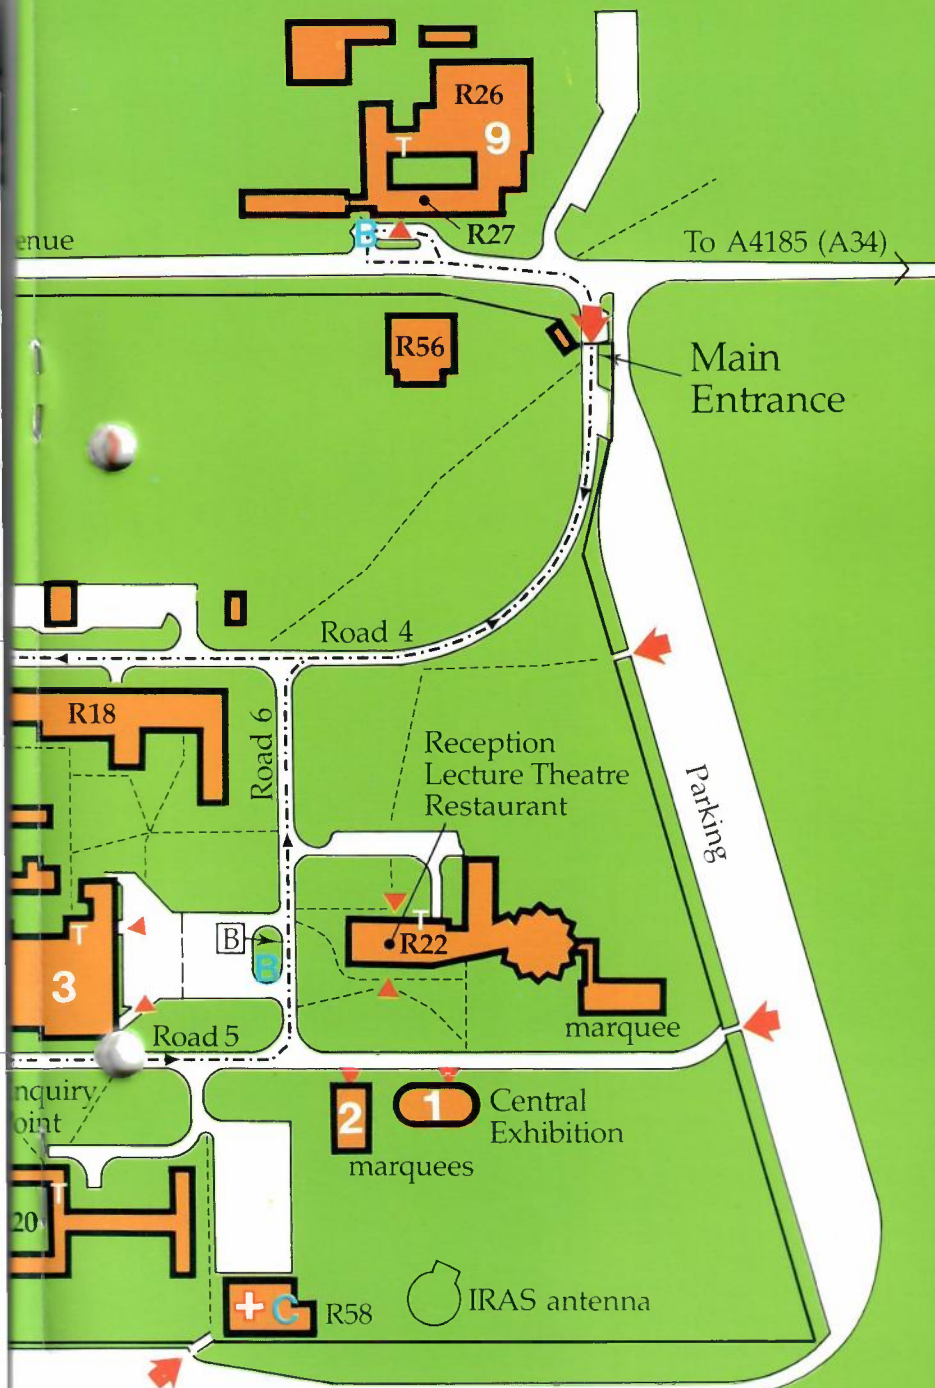 R26
9
T
R27
B
enue
To A4185 (A34)
R56
Main
Entrance
Road 4
R18
Road 6
Reception
Lecture Theatre
Restaurant
Parking
T
R22
T
B
B
3
marquee
Road 5
nquiry
oint
2
1
Central
Exhibition
marquees
T
20
+ C
R58
IRAS antenna